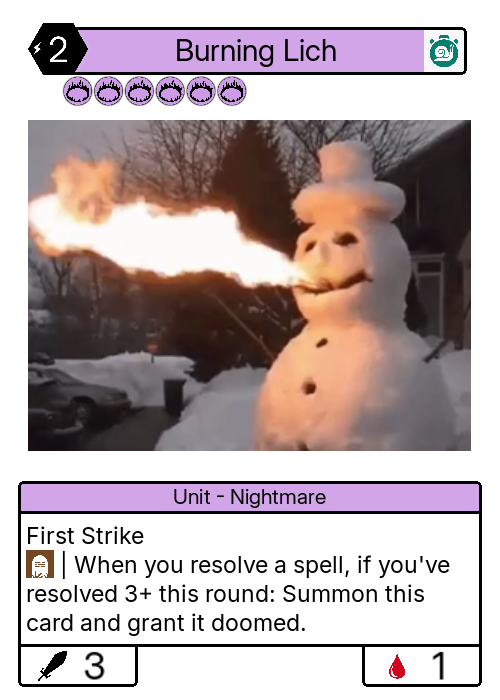 2
Burning Lich
Unit - Nightmare
First Strike
| When you resolve a spell, if you've
resolved 3+ this round: Summon this
card and grant it doomed.
3
1